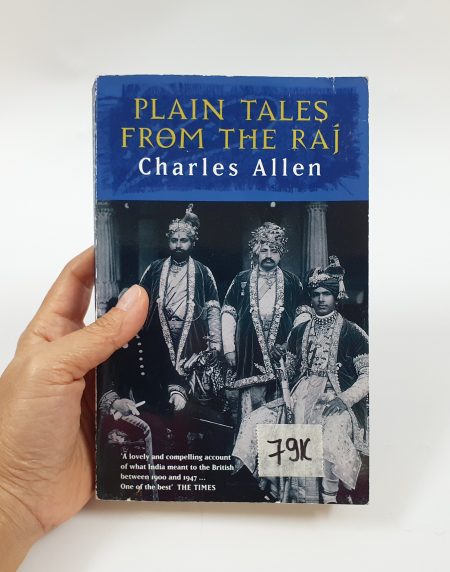 PLAIN TALES
FROM THE RAJ
Charles Allen
'A lovely and compelling account
of what India meant to the British
between 1900 and 1947 ...
One of the best' THE TIMES
79K